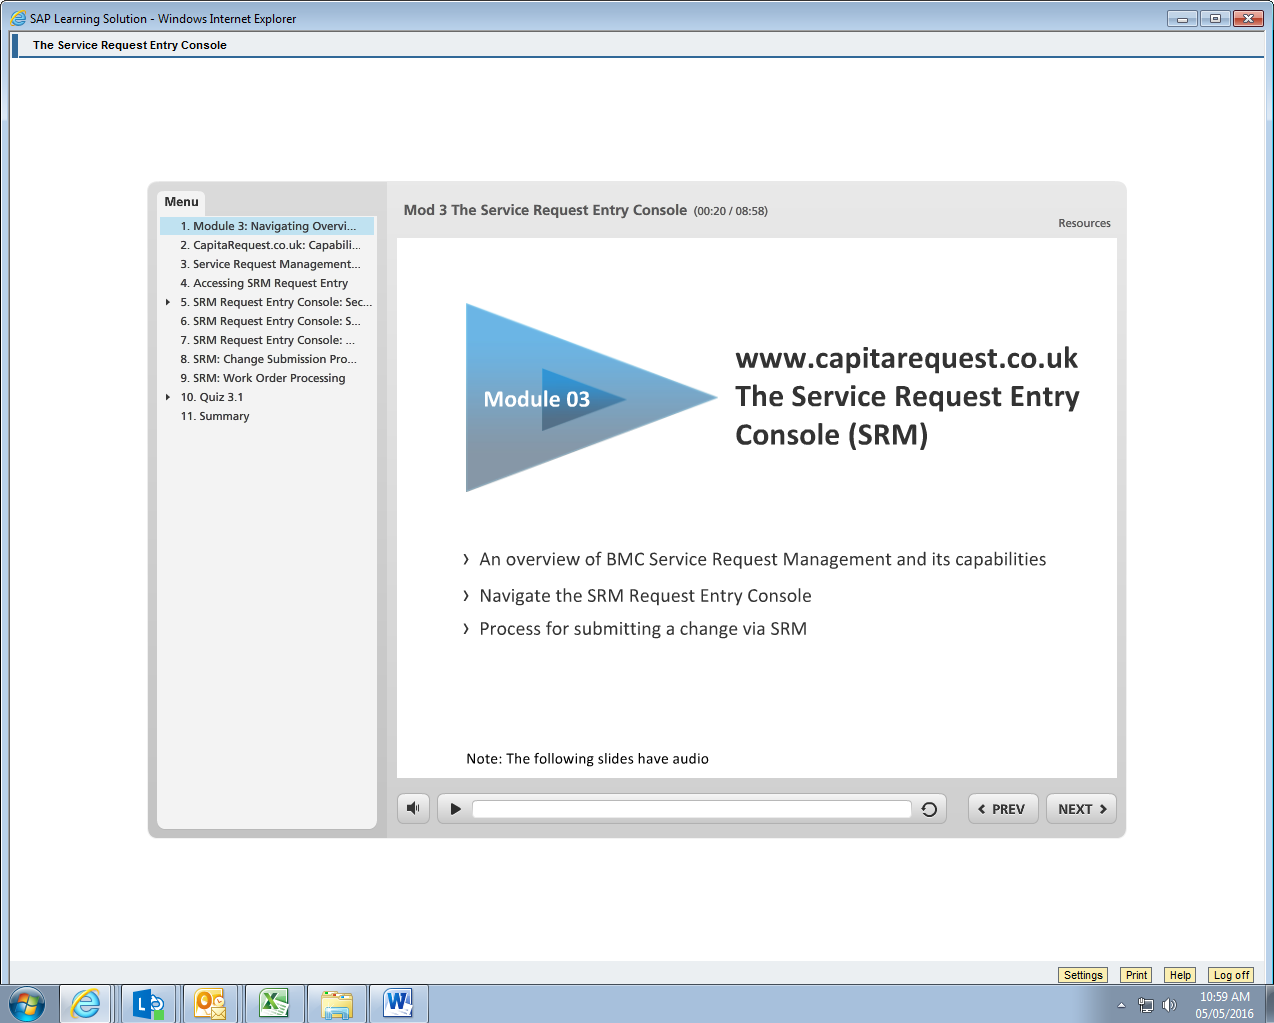 SAP Learning Solution - Windows Internet Explorer
The Service Request Entry Console
Menu
1. Module 3: Navigating Overvi...
2. CapitaRequest.co.uk: Capabili...
3. Service Request Management...
4. Accessing SRM Request Entry
5. SRM Request Entry Console: Sec...
6. SRM Request Entry Console: S...
7. SRM Request Entry Console: ...
8. SRM: Change Submission Pro...
9. SRM: Work Order Processing
10. Quiz 3.1
11. Summary
Mod 3 The Service Request Entry Console (00:20 / 08:58)
Resources
Module 03
www.capitarequest.co.uk
The Service Request Entry
Console (SRM)
› An overview of BMC Service Request Management and its capabilities
› Navigate the SRM Request Entry Console
› Process for submitting a change via SRM
Note: The following slides have audio
PREV
NEXT
Settings Print Help Log off
10:59 AM
05/05/2016